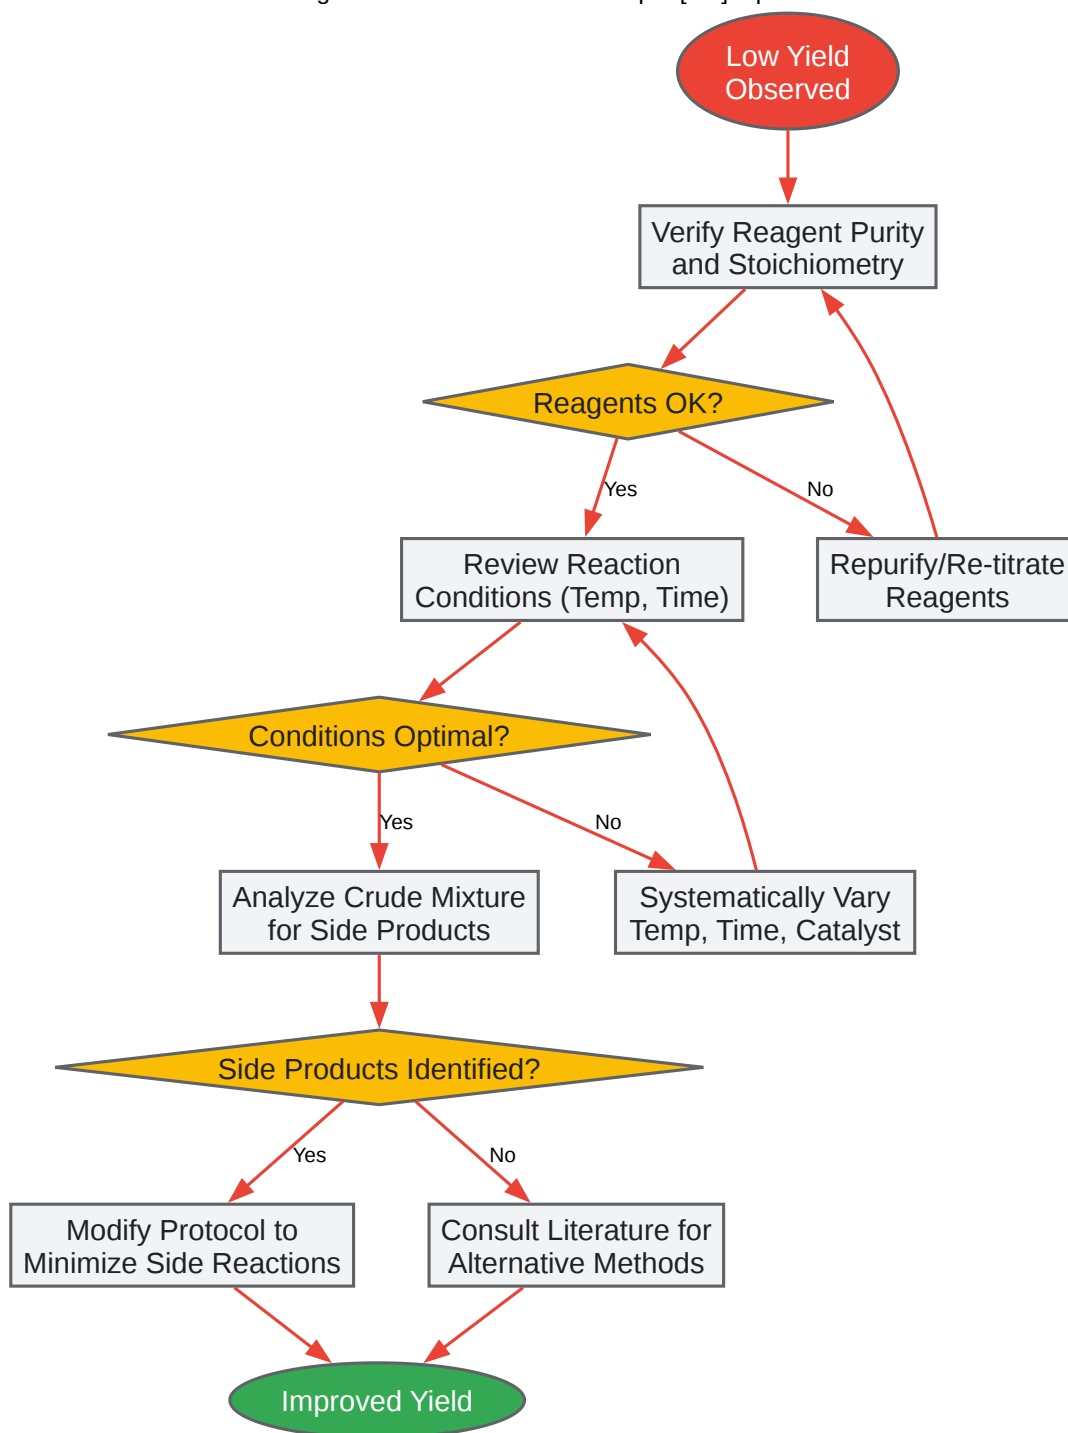 Low Yield
Observed
Verify Reagent Purity
and Stoichiometry
Reagents OK?
Yes
No
Review Reaction
Conditions (Temp, Time)
Repurify/Re-titrate
Reagents
Conditions Optimal?
Yes
No
Analyze Crude Mixture
for Side Products
Systematically Vary
Temp, Time, Catalyst
Side Products Identified?
Yes
No
Modify Protocol to
Minimize Side Reactions
Consult Literature for
Alternative Methods
Improved Yield